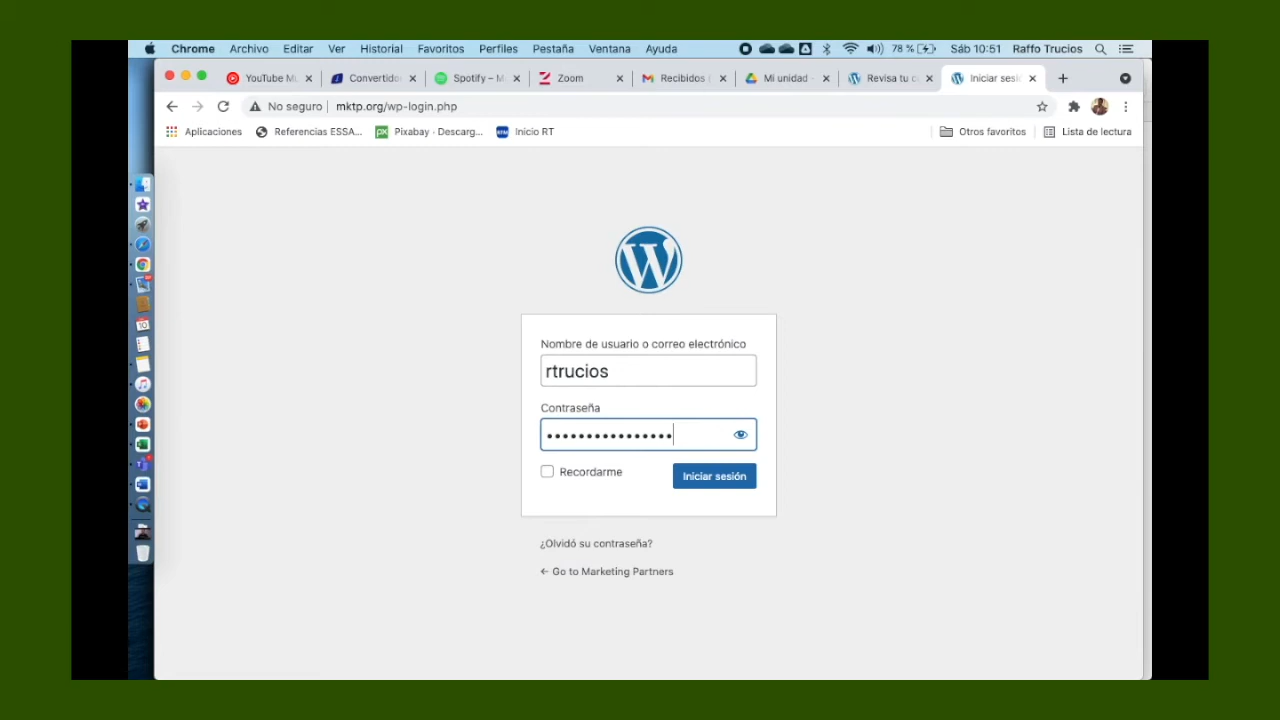 Chrome Archivo Editar Ver Historial Favoritos Perfiles Pestaña Ventana Ayuda 78 % Sáb 10:51 Raffo Trucios
YouTube Mu Convertido Spotify – M Zoom Recibidos Mi unidad - Revisa tu c Iniciar sesi
No seguro mktp.org/wp-login.php
Aplicaciones Referencias ESSA... Pixabay · Descarg... Inicio RT Otros favoritos Lista de lectura
Nombre de usuario o correo electrónico
rtrucios
Contraseña
Recordarme Iniciar sesión
¿Olvidó su contraseña?
← Go to Marketing Partners